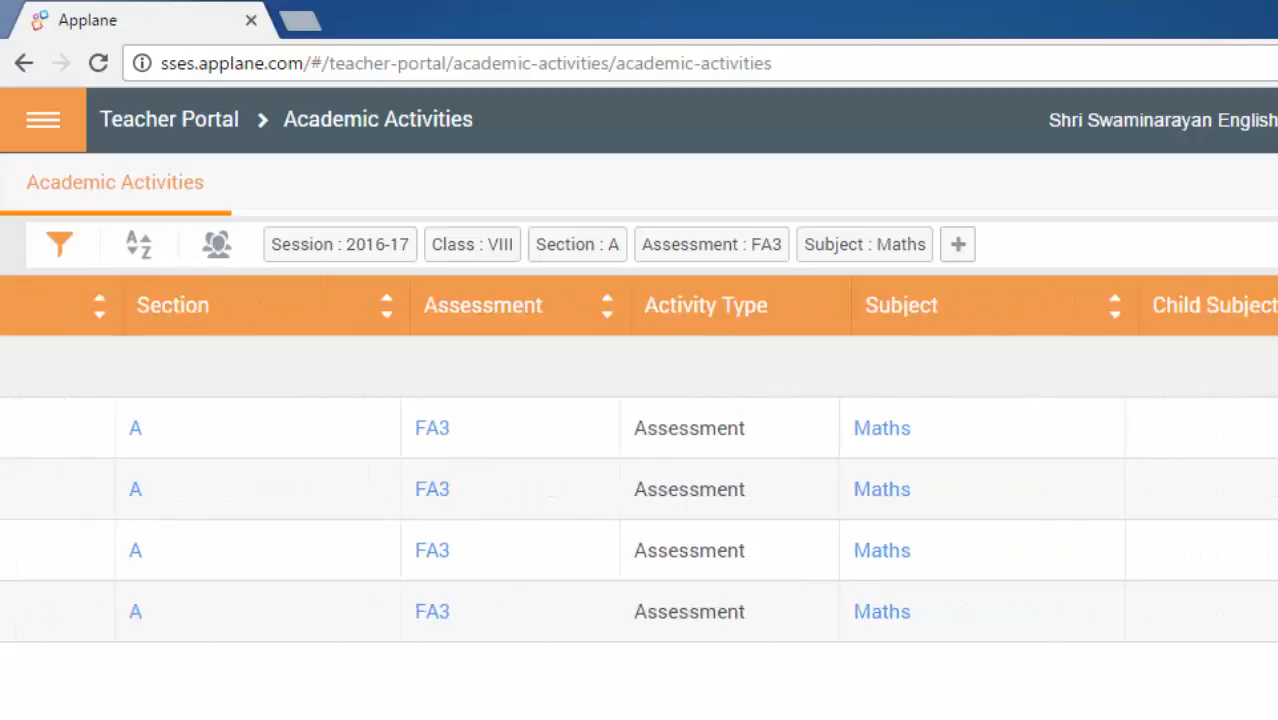 Applane
sses.applane.com/#/teacher-portal/academic-activities/academic-activities
Teacher Portal Academic Activities Shri Swaminarayan English
Academic Activities
A Z Session : 2016-17 Class : VIII Section : A Assessment : FA3 Subject : Maths +
Section Assessment Activity Type Subject Child Subject
A FA3 Assessment Maths
A FA3 Assessment Maths
A FA3 Assessment Maths
A FA3 Assessment Maths